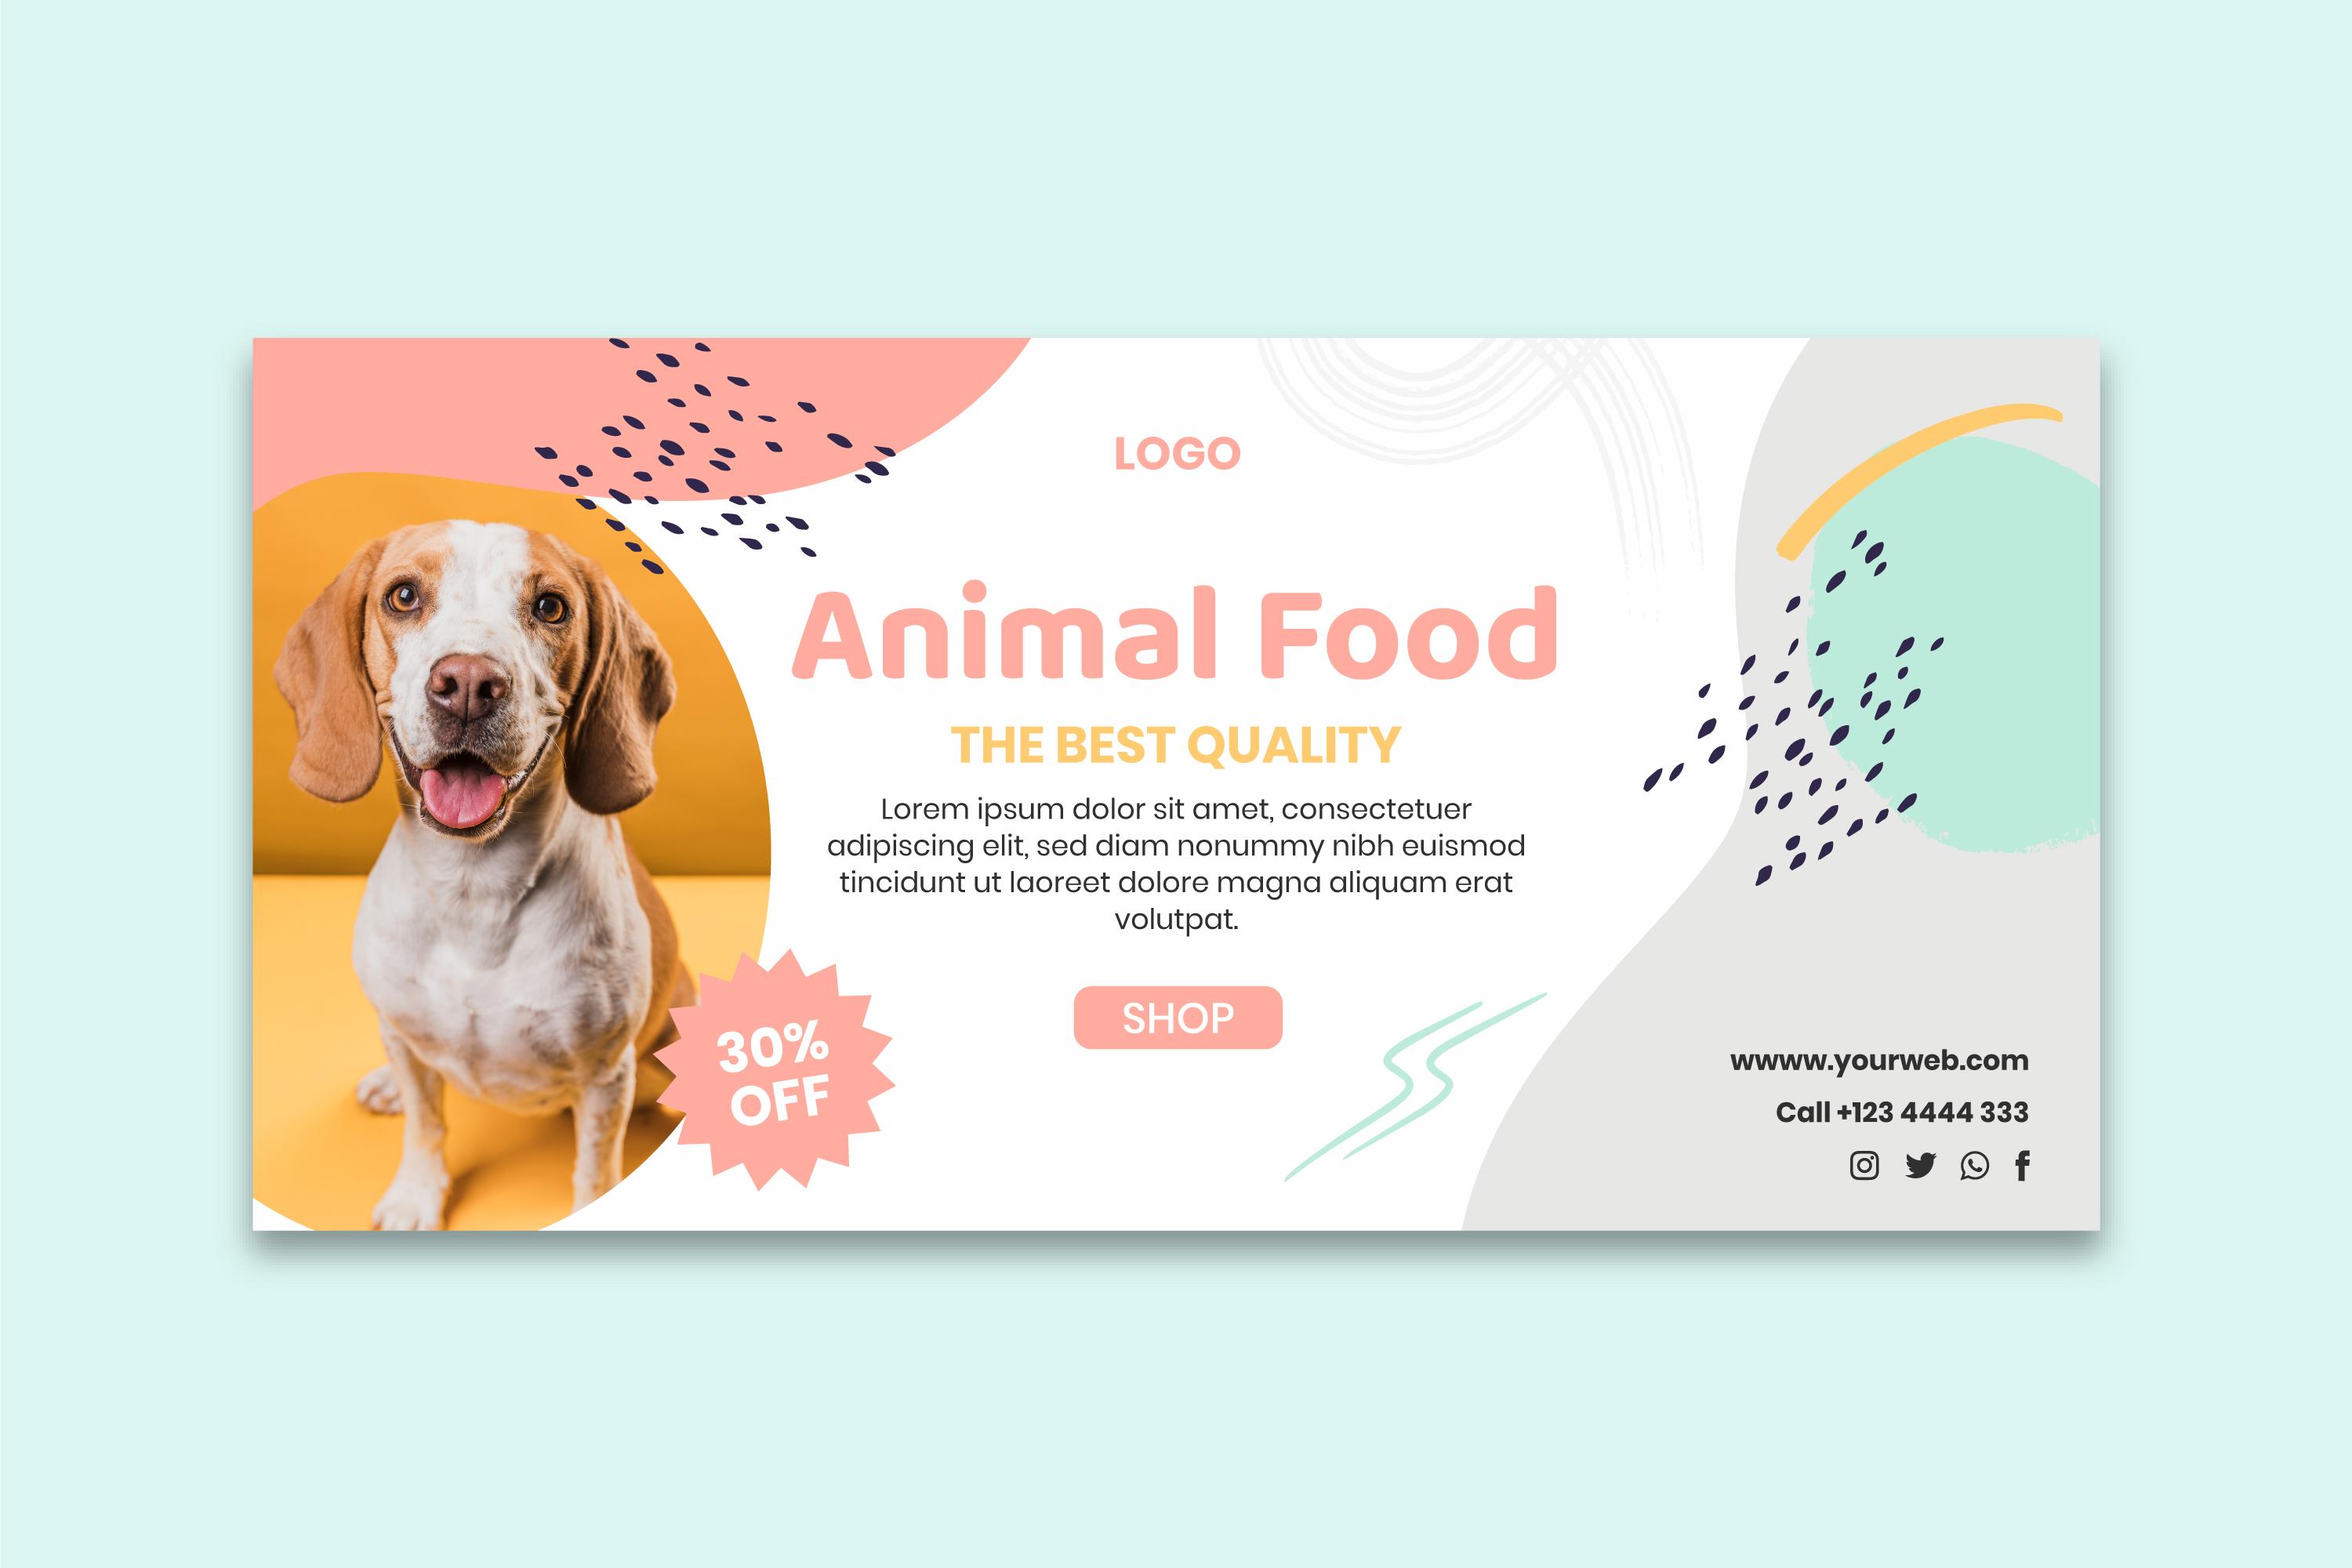 LOGO
Animal Food
THE BEST QUALITY
Lorem ipsum dolor sit amet, consectetuer
adipiscing elit, sed diam nonummy nibh euismod
tincidunt ut laoreet dolore magna aliquam erat
volutpat.
30%
OFF
SHOP
wwww.yourweb.com
Call +123 4444 333